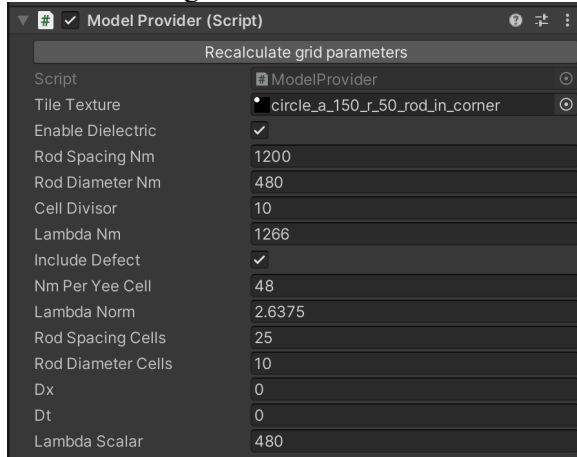 Model Provider (Script)
Recalculate grid parameters
Script ModelProvider
Tile Texture circle_a_150_r_50_rod_in_corner
Enable Dielectric
Rod Spacing Nm 1200
Rod Diameter Nm 480
Cell Divisor 10
Lambda Nm 1266
Include Defect
Nm Per Yee Cell 48
Lambda Norm 2.6375
Rod Spacing Cells 25
Rod Diameter Cells 10
Dx 0
Dt 0
Lambda Scalar 480